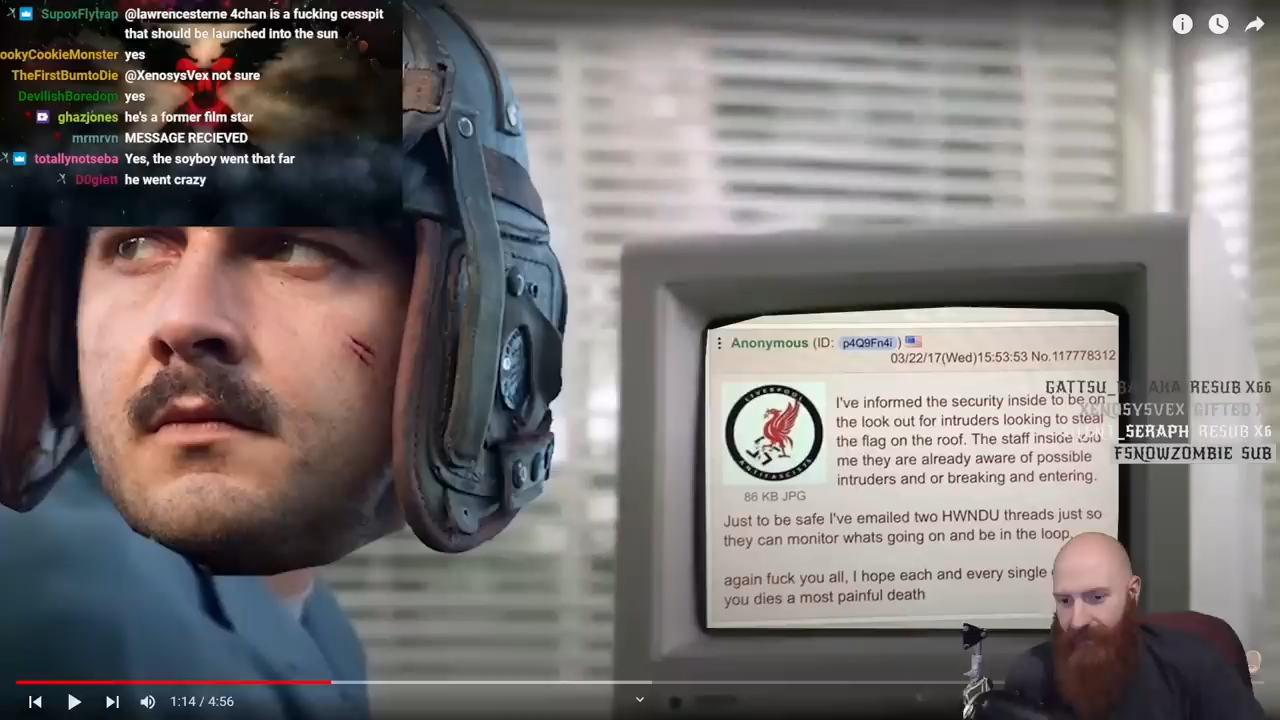 SupoxFlytrap @lawrencesterne 4chan is a fucking cesspit
that should be launched into the sun
ookyCookieMonster yes
TheFirstBumtoDie @XenosysVex not sure
DevilishBoredom yes
ghazjones he's a former film star
mrmrvn MESSAGE RECIEVED
totallynotseba Yes, the soyboy went that far
he went crazy
Anonymous (ID: p4Q9Fn4i )
03/22/17(Wed)15:53:53 No.117778312
LIVERPOOL
ANTIFASCISTS
I've informed the security inside to be on
the look out for intruders looking to steal
the flag on the roof. The staff inside told
me they are already aware of possible
intruders and or breaking and entering.
86 KB JPG
Just to be safe I've emailed two HWNDU threads just so
they can monitor whats going on and be in the loop.
again fuck you all, I hope each and every single
you dies a most painful death
AKA RESUB X66
XENOSYSVEX GIFTED X
SERAPH RESUB X6
FSNOWZOMBIE SUB
1:14 / 4:56